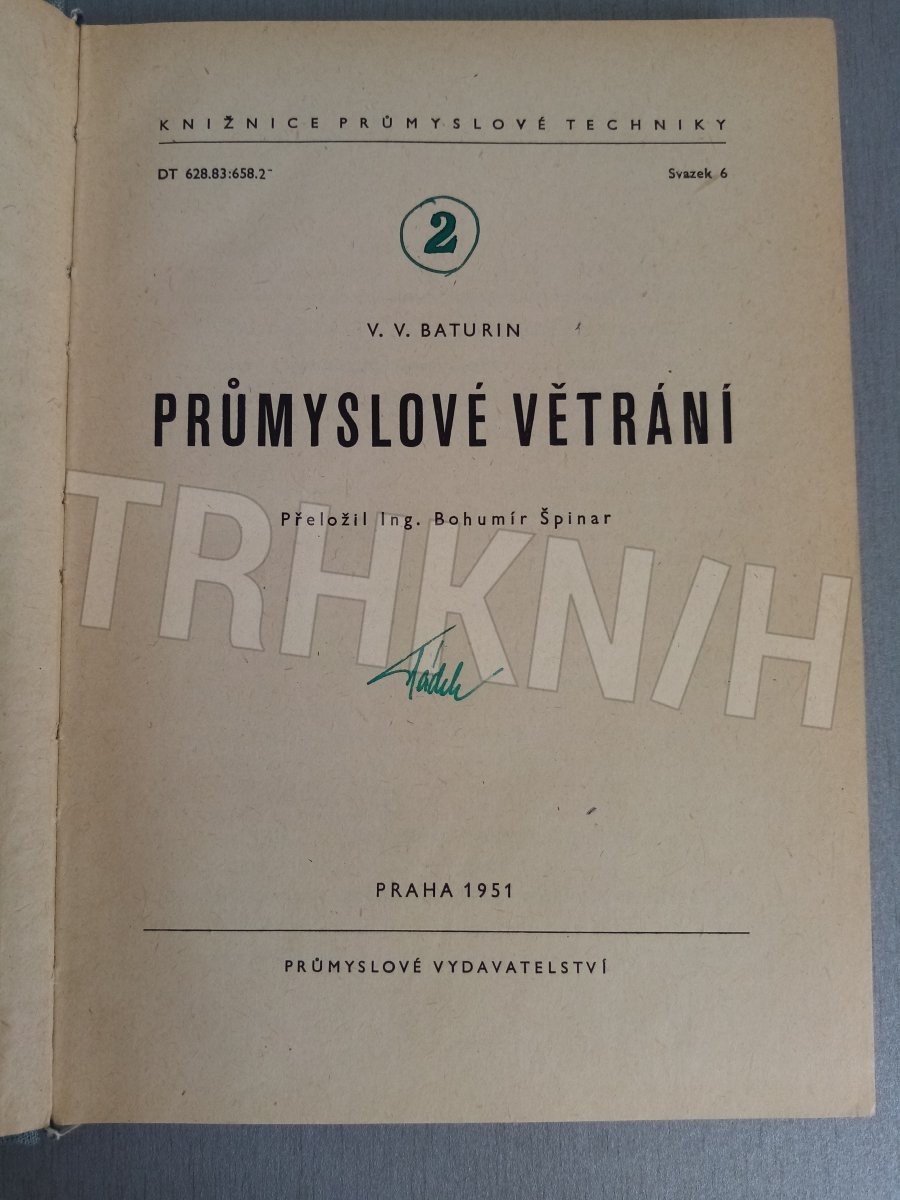 KNIŽNICE PRŮMYSLOVÉ TECHNIKY
DT 628.83:658.2 Svazek 6
2
V. V. BATURIN
PRŮMYSLOVÉ VĚTRÁNÍ
Přeložil Ing. Bohumír Špinar
TRHKN/H
PRAHA 1951
PRŮMYSLOVÉ VYDAVATELSTVÍ